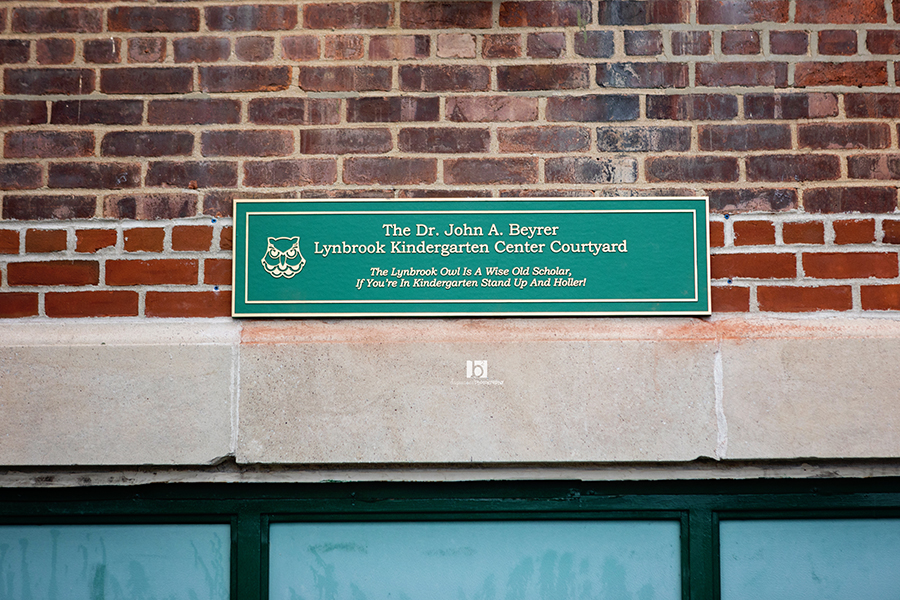 The Dr. John A. Beyrer
Lynbrook Kindergarten Center Courtyard
The Lynbrook Owl Is A Wise Old Scholar,
If You're In Kindergarten Stand Up And Holler!